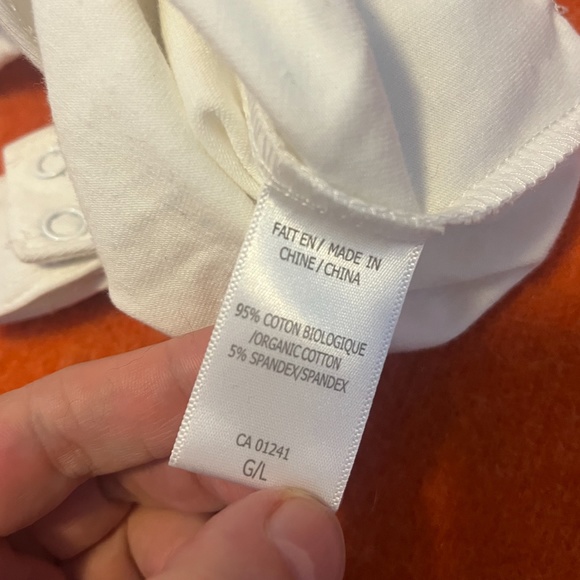 FAIT EN / MADE IN
CHINE / CHINA
95% COTON BIOLOGIQUE
/ORGANIC COTTON
5% SPANDEX/SPANDEX
CA 01241
G/L